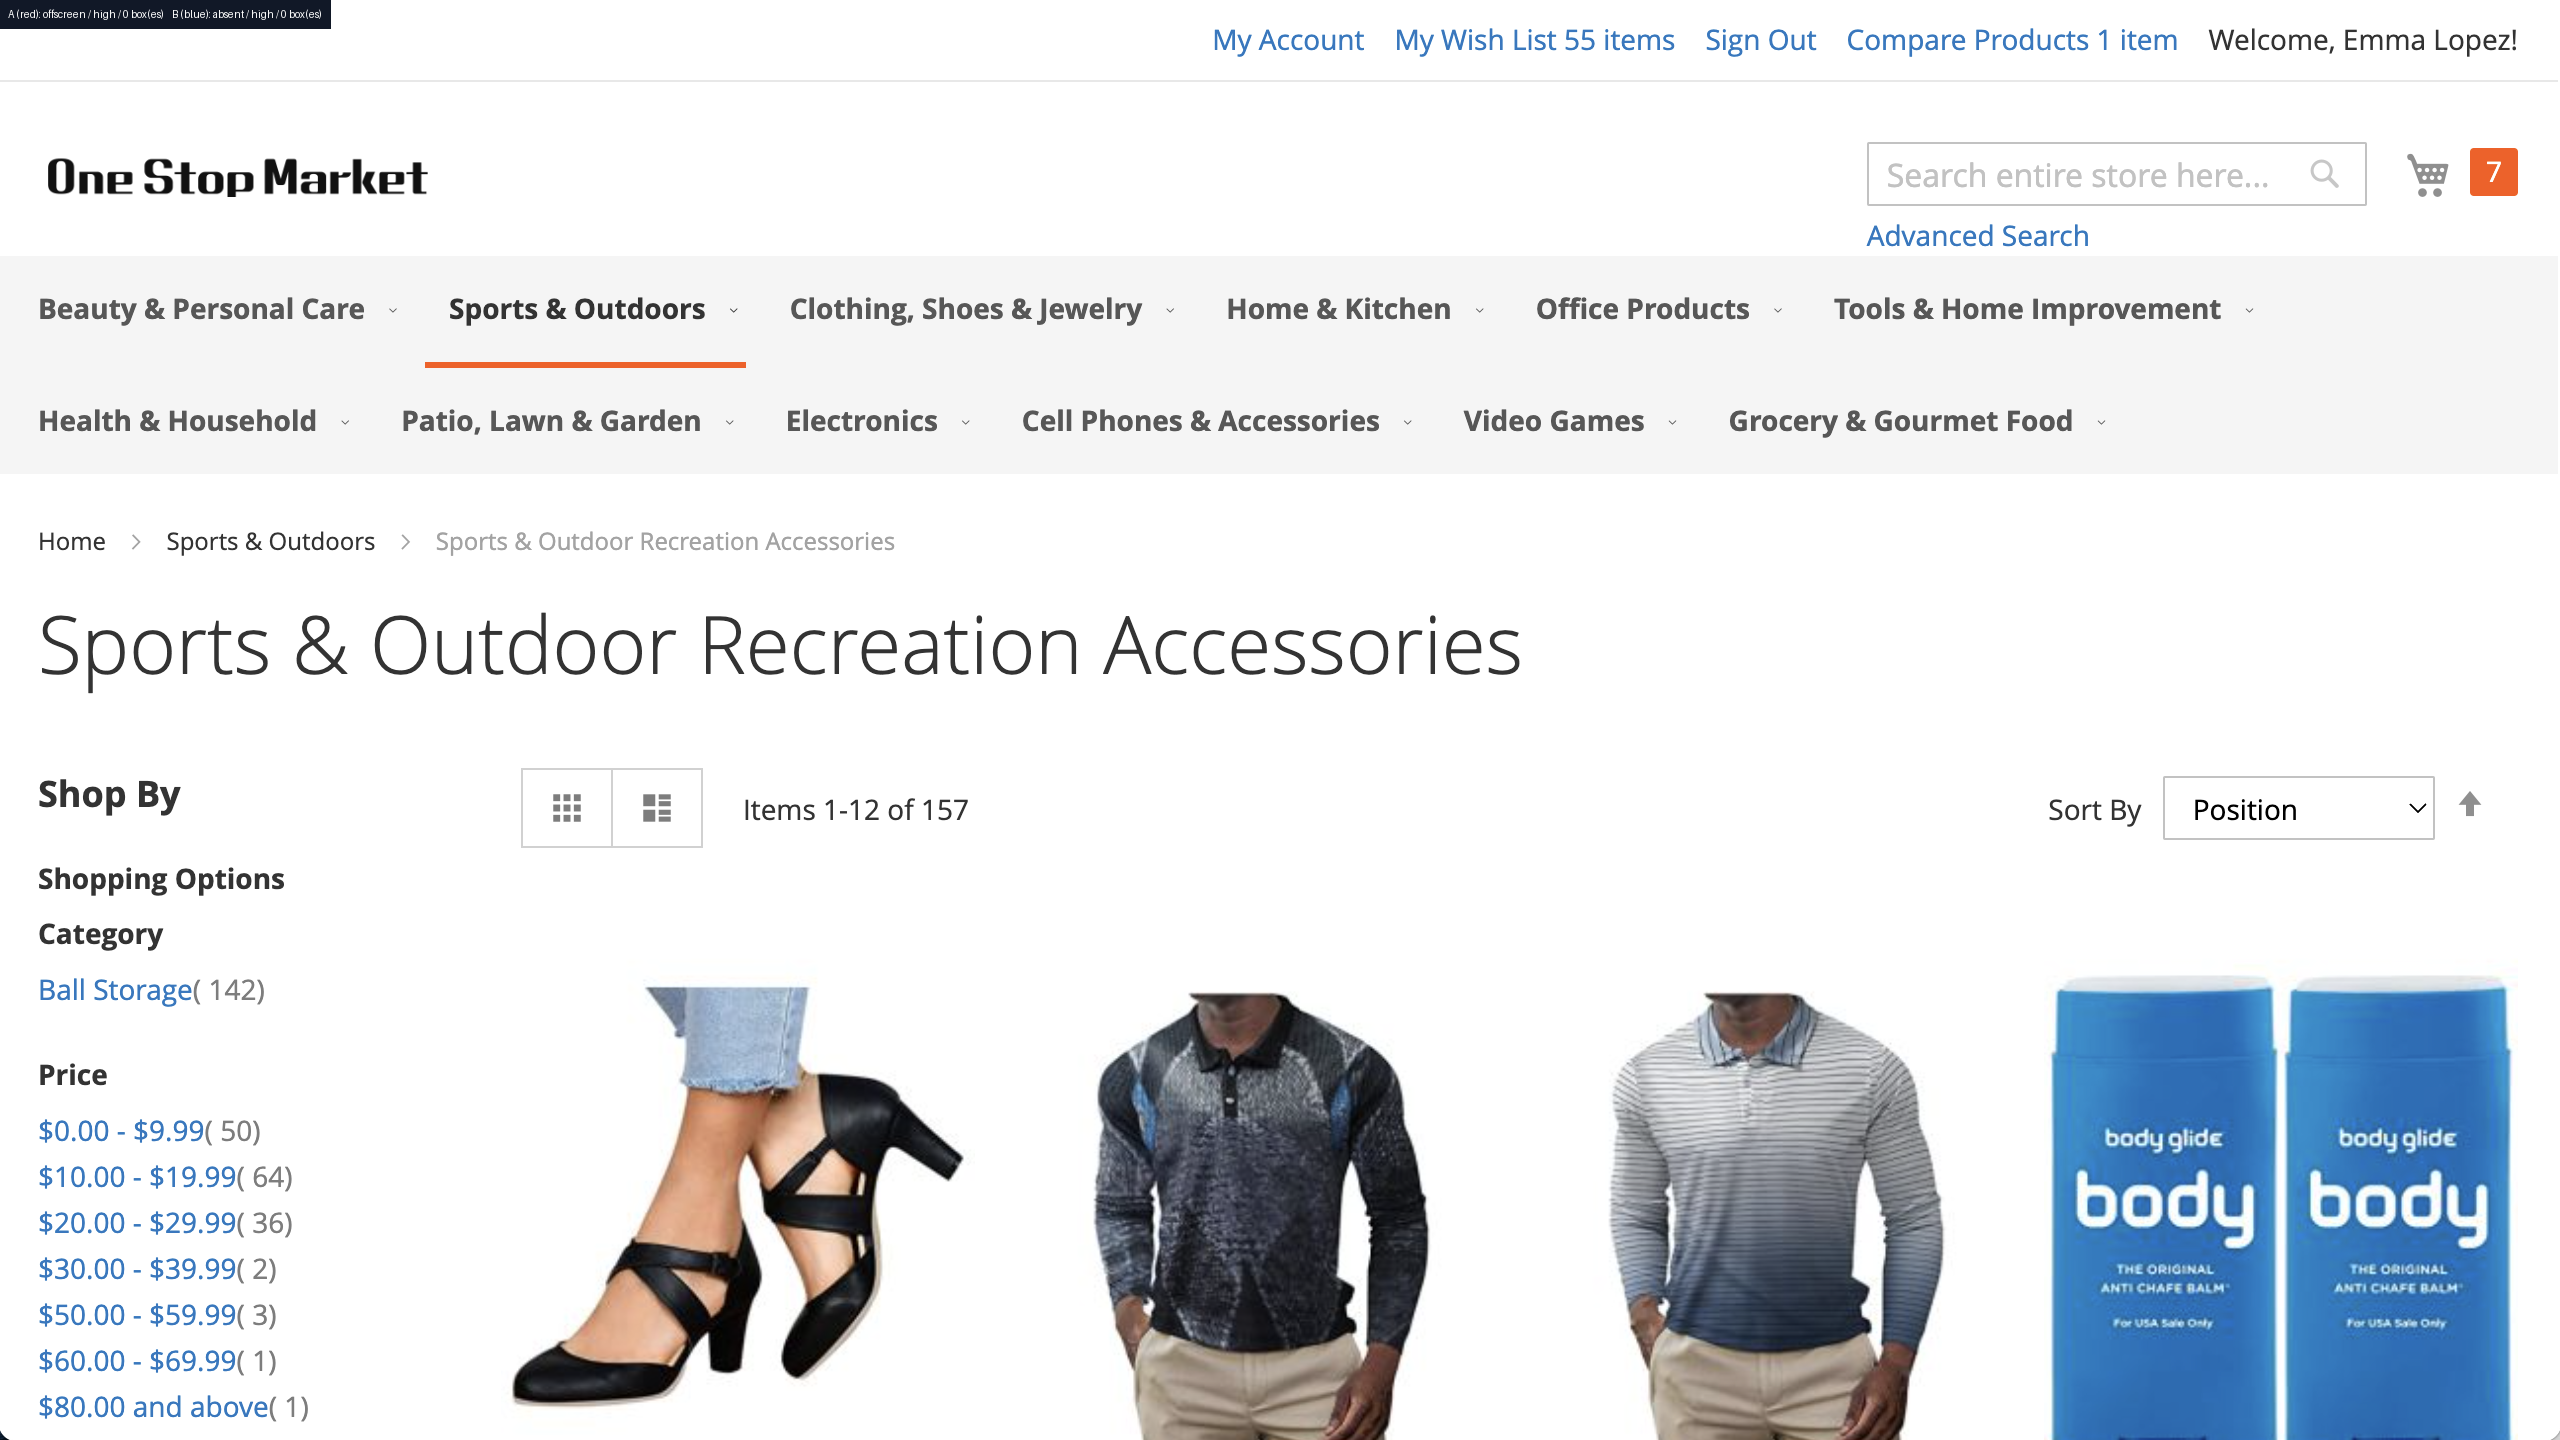 A (red): offscreen / high / 0 box(es) B (blue): absent / high / 0 box(es)
My Account My Wish List 55 items Sign Out Compare Products 1 item Welcome, Emma Lopez!
One Stop Market
Search entire store here...
7
Advanced Search
Beauty & Personal Care Sports & Outdoors Clothing, Shoes & Jewelry Home & Kitchen Office Products Tools & Home Improvement
Health & Household Patio, Lawn & Garden Electronics Cell Phones & Accessories Video Games Grocery & Gourmet Food
Home Sports & Outdoors Sports & Outdoor Recreation Accessories
Sports & Outdoor Recreation Accessories
Shop By
Items 1-12 of 157
Sort By Position
Shopping Options
Category
Ball Storage( 142)
Price
$0.00 - $9.99( 50)
$10.00 - $19.99( 64)
$20.00 - $29.99( 36)
$30.00 - $39.99( 2)
$50.00 - $59.99( 3)
$60.00 - $69.99( 1)
$80.00 and above( 1)
body glide
body
THE ORIGINAL
ANTI CHAFE BALM
For USA Sale Only
body glide
body
THE ORIGINAL
ANTI CHAFE BALM
For USA Sale Only